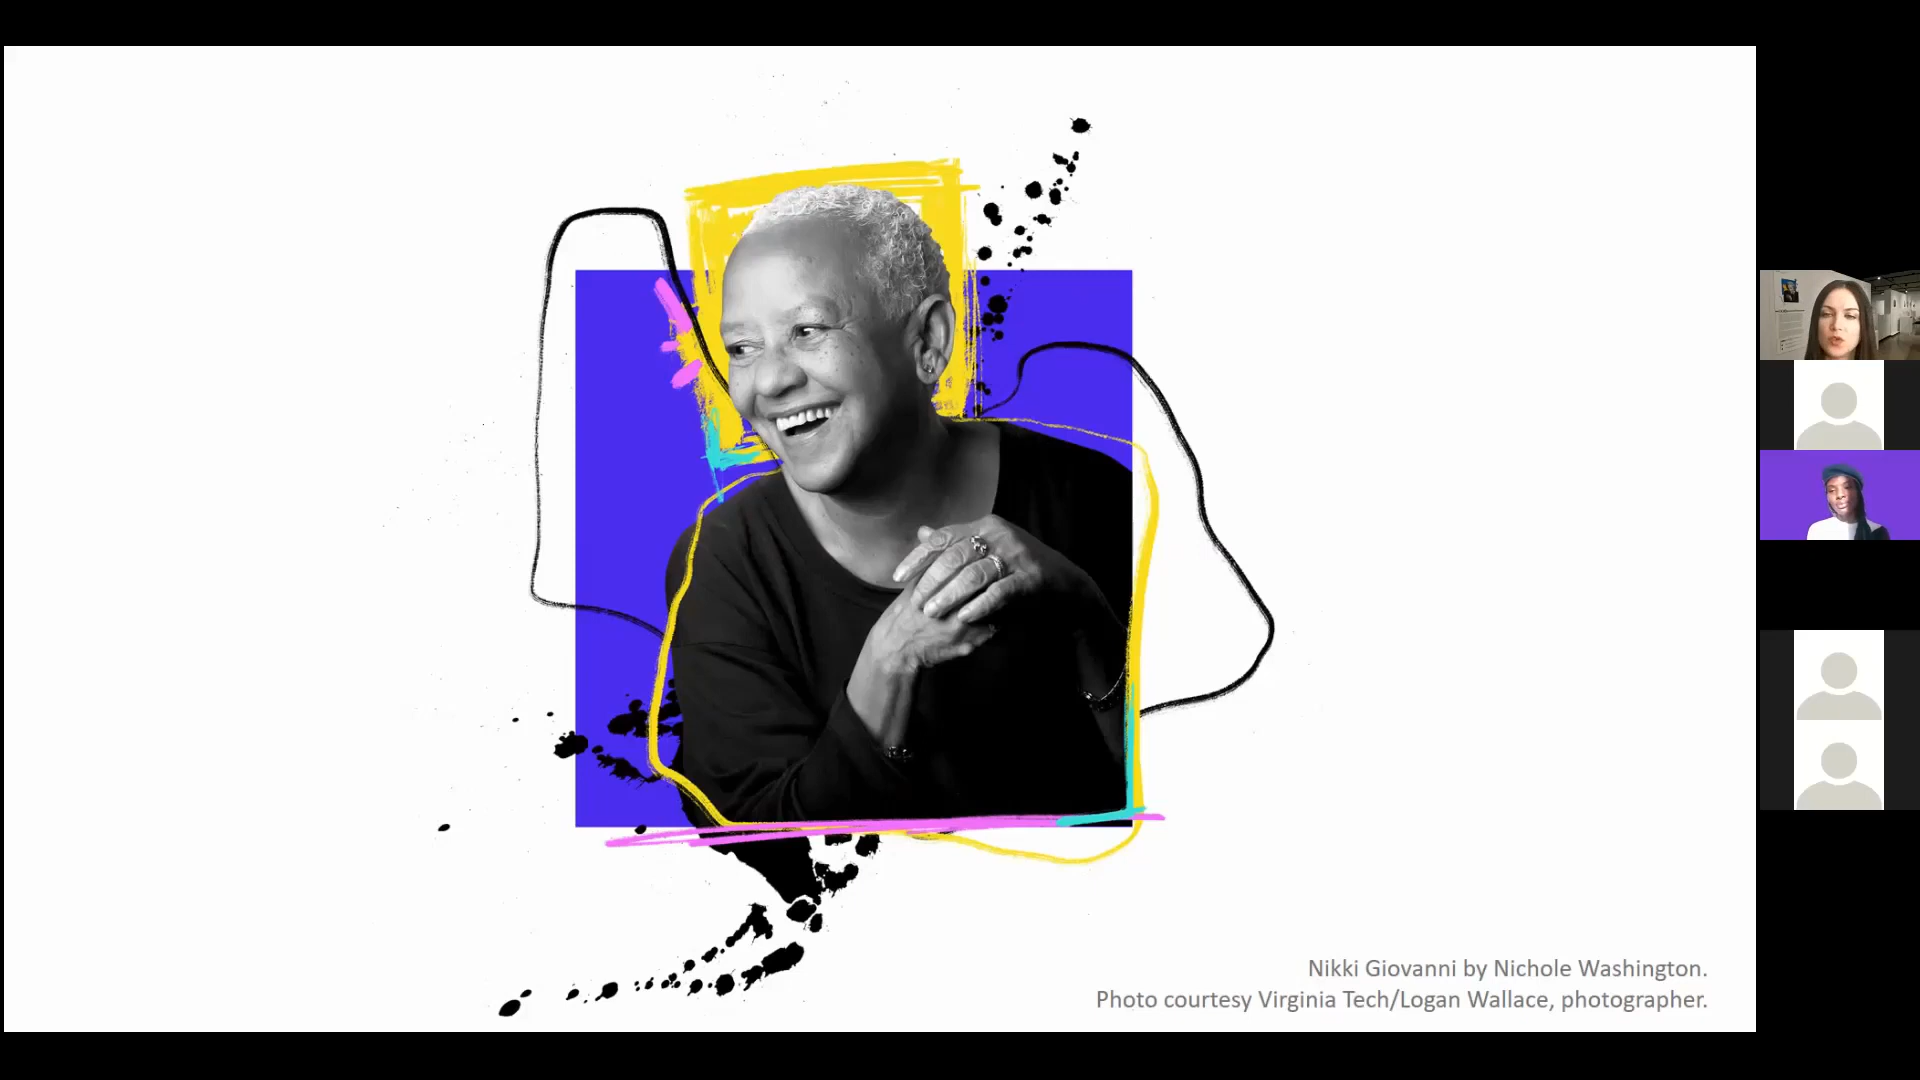 Nikki Giovanni by Nichole Washington.
Photo courtesy Virginia Tech/Logan Wallace, photographer.